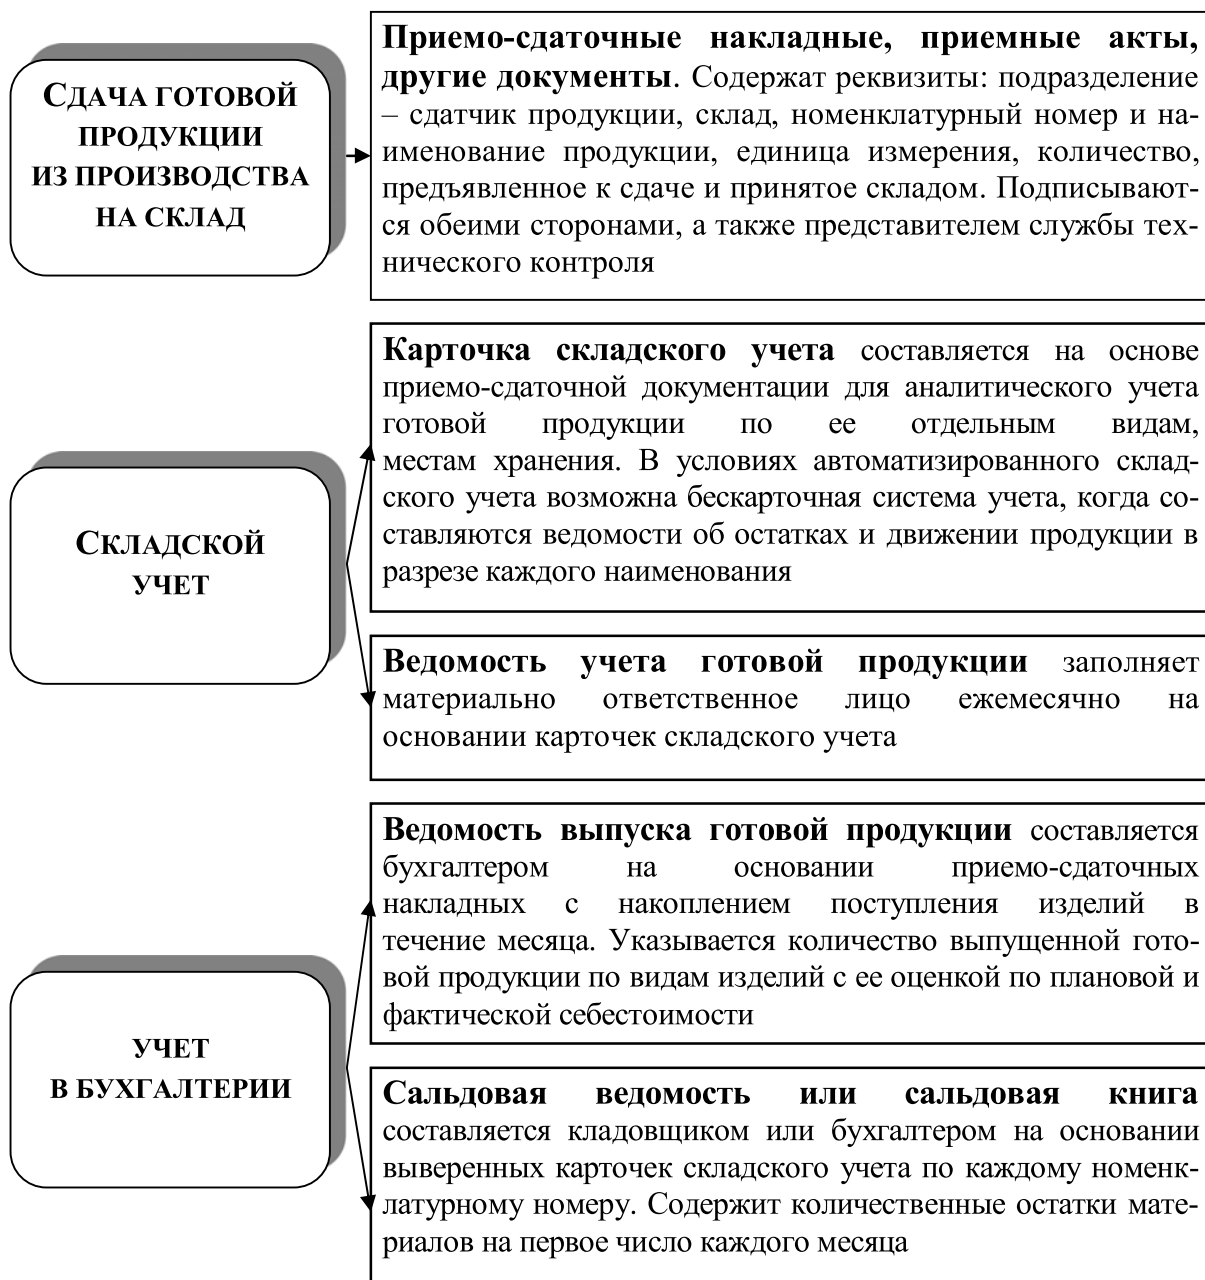 СДАЧА ГОТОВОЙ
ПРОДУКЦИИ
ИЗ ПРОИЗВОДСТВА
НА СКЛАД
Приемо-сдаточные накладные, приемные акты,
другие документы. Содержат реквизиты: подразделение
– сдатчик продукции, склад, номенклатурный номер и на-
именование продукции, единица измерения, количество,
предъявленное к сдаче и принятое складом. Подписывают-
ся обеими сторонами, а также представителем службы тех-
нического контроля
СКЛАДСКОЙ
УЧЕТ
Карточка складского учета составляется на основе
приемо-сдаточной документации для аналитического учета
готовой продукции по ее отдельным видам,
местам хранения. В условиях автоматизированного склад-
ского учета возможна бескарточная система учета, когда со-
ставляются ведомости об остатках и движении продукции в
разрезе каждого наименования
Ведомость учета готовой продукции заполняет
материально ответственное лицо ежемесячно на
основании карточек складского учета
УЧЕТ
В БУХГАЛТЕРИИ
Ведомость выпуска готовой продукции составляется
бухгалтером на основании приемо-сдаточных
накладных с накоплением поступления изделий в
течение месяца. Указывается количество выпущенной гото-
вой продукции по видам изделий с ее оценкой по плановой и
фактической себестоимости
Сальдовая ведомость или сальдовая книга
составляется кладовщиком или бухгалтером на основании
выверенных карточек складского учета по каждому номенк-
латурному номеру. Содержит количественные остатки мате-
риалов на первое число каждого месяца